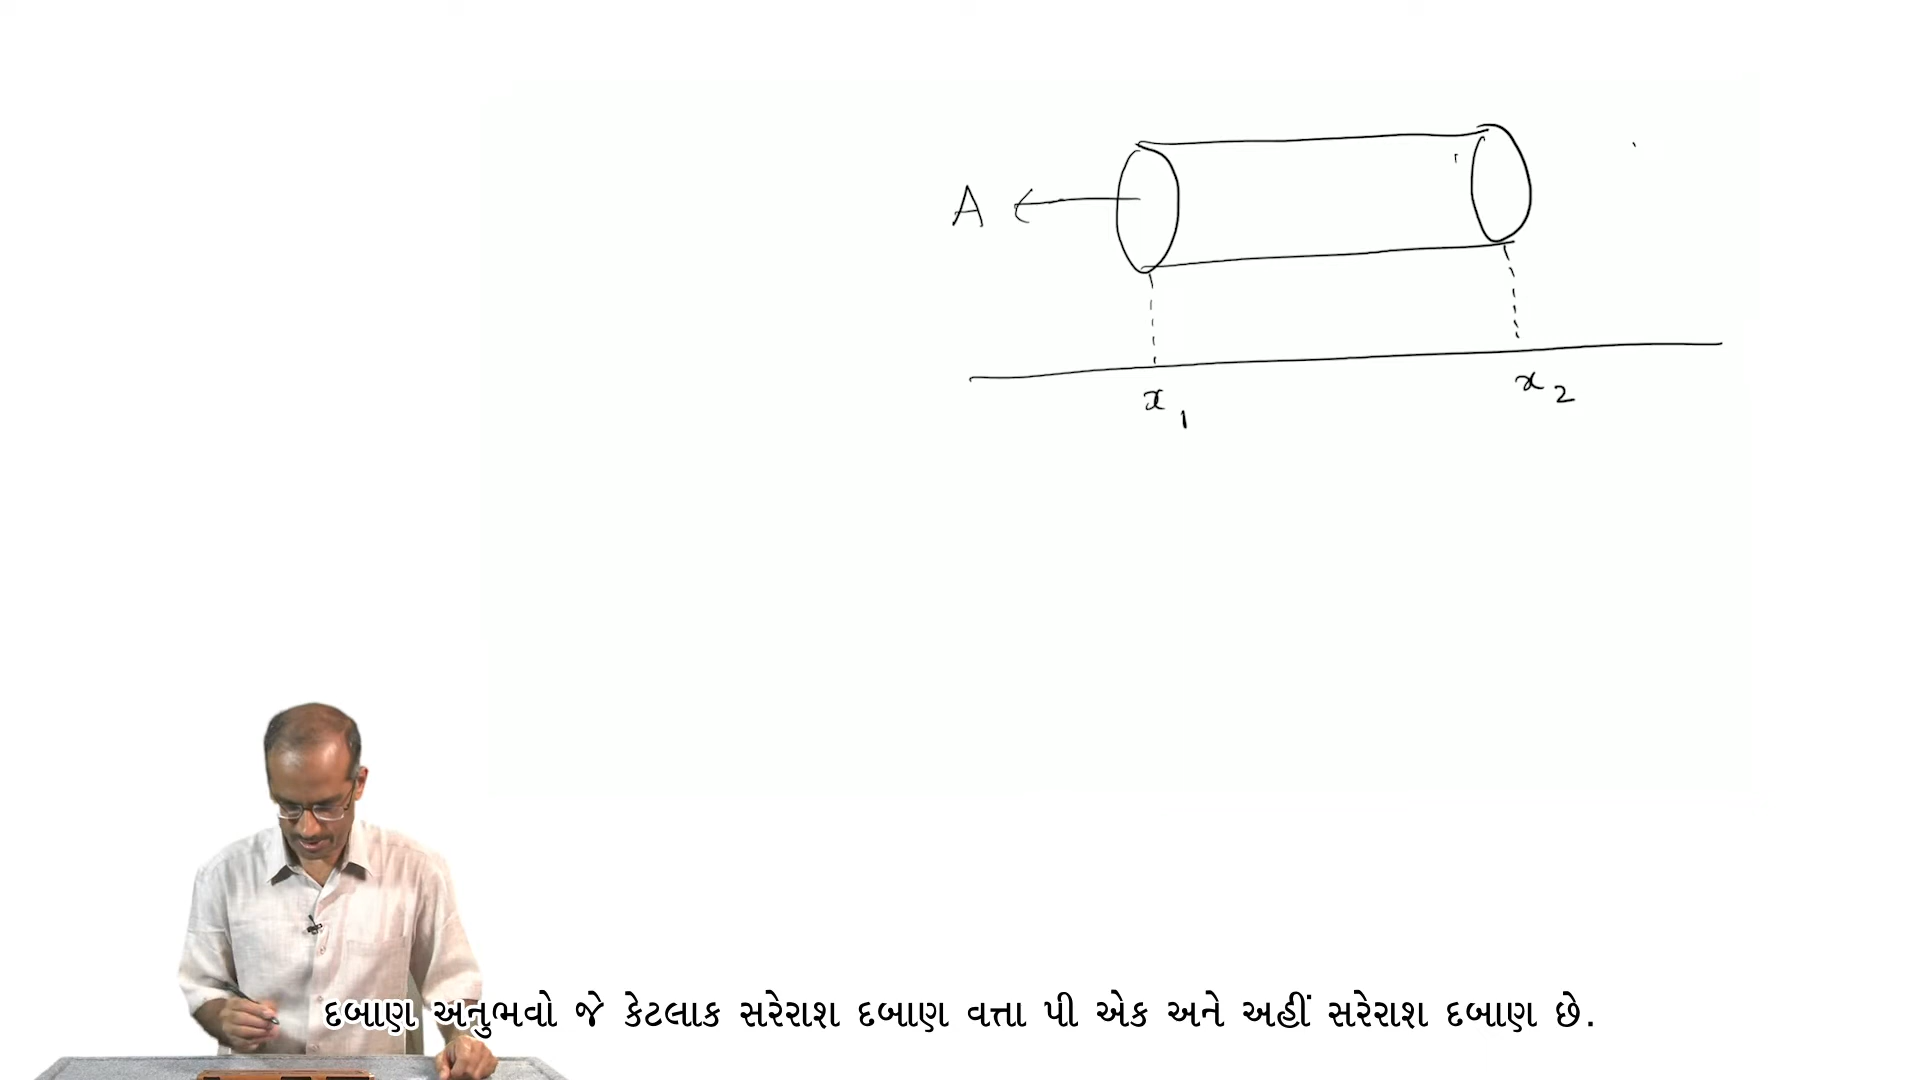 A
x₁
x₂
દબાણ અનુભવો જે કેટલાક સરેરાશ દબાણ વત્તા પી એક અને અહીં સરેરાશ દબાણ છે.